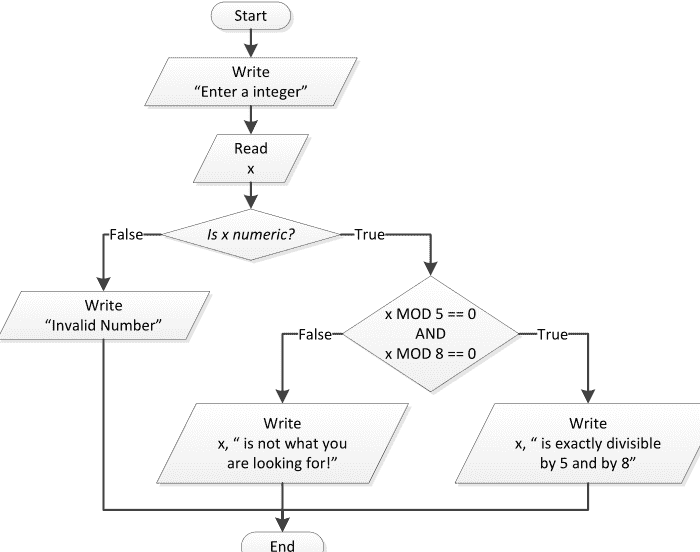 Start
Write
“Enter a integer”
Read
x
Is x numeric?
False
True
Write
“Invalid Number”
x MOD 5 == 0
AND
x MOD 8 == 0
False
True
Write
x, “ is not what you
are looking for!”
Write
x, “ is exactly divisible
by 5 and by 8”
End